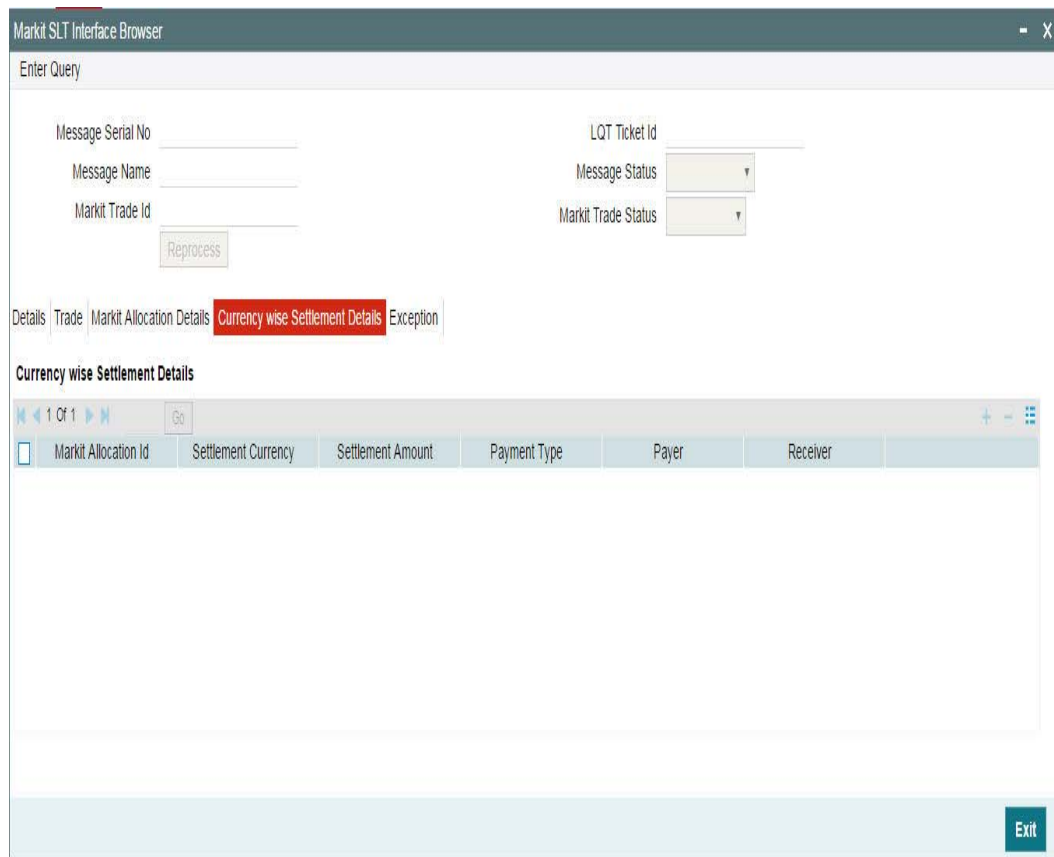 Markit SLT Interface Browser - X
Enter Query
Message Serial No
LQT Ticket Id
Message Name
Message Status
Markit Trade Id
Markit Trade Status
Reprocess
Details Trade Markit Allocation Details Currency wise Settlement Details Exception
Currency wise Settlement Details
1 Of 1 Go
Markit Allocation Id Settlement Currency Settlement Amount Payment Type Payer Receiver
Exit